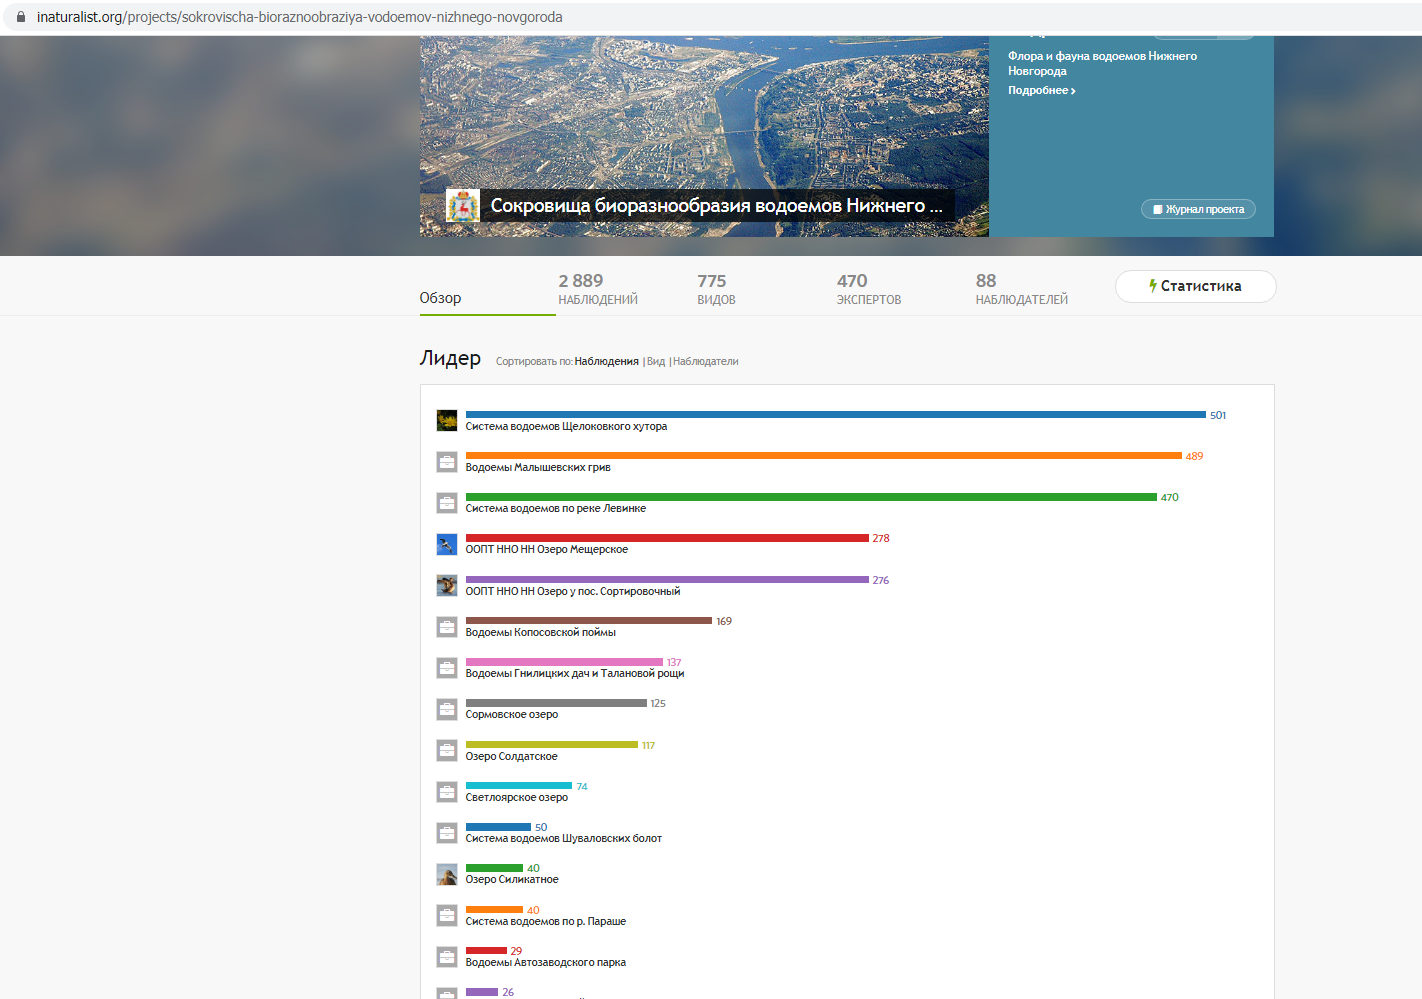 inaturalist.org/projects/sokrovischa-bioraznoobraziya-vodoemov-nizhnego-novgoroda
Флора и фауна водоемов Нижнего
Новгорода
Подробнее ›
Сокровища биоразнообразия водоемов Нижнего ...
Журнал проекта
Обзор
2 889
НАБЛЮДЕНИЙ
775
ВИДОВ
470
ЭКСПЕРТОВ
88
НАБЛЮДАТЕЛЕЙ
Статистика
Лидер
Сортировать по: Наблюдения | Вид | Наблюдатели
501
Система водоемов Щелоковкого хутора
489
Водоемы Малышевских грив
470
Система водоемов по реке Левинке
278
ООПТ ННО НН Озеро Мещерское
276
ООПТ ННО НН Озеро у пос. Сортировочный
169
Водоемы Копосовской поймы
137
Водоемы Гнилицких дач и Талановой рощи
125
Сормовское озеро
117
Озеро Солдатское
74
Светлоярское озеро
50
Система водоемов Шуваловских болот
40
Озеро Силикатное
40
Система водоемов по р. Параше
29
Водоемы Автозаводского парка
26